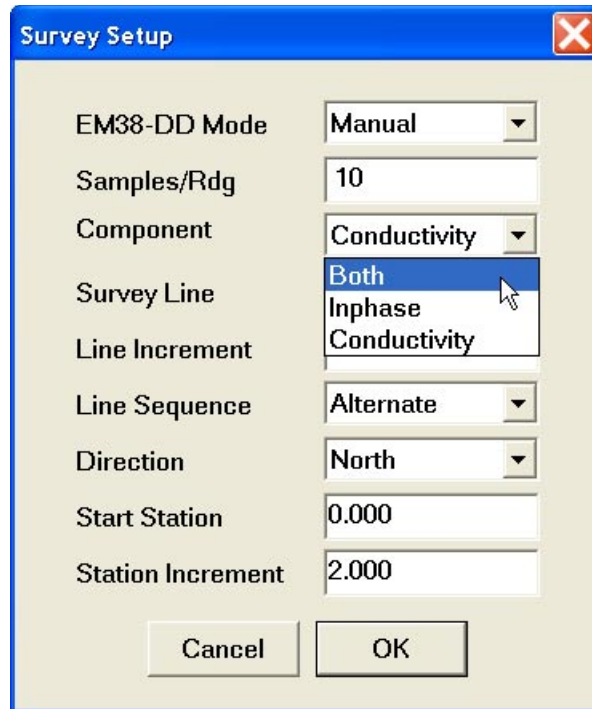 Survey Setup
EM38-DD Mode Manual
Samples/Rdg 10
Component Conductivity
Both
Survey Line
Inphase
Conductivity
Line Increment
Line Sequence Alternate
Direction North
Start Station 0.000
Station Increment 2.000
Cancel OK